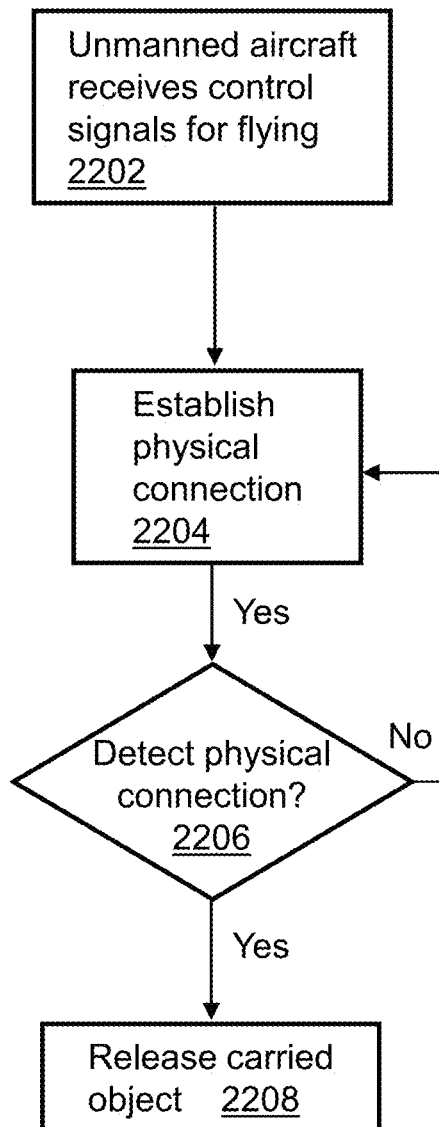 Unmanned aircraft
receives control
signals for flying
2202
Establish
physical
connection
2204
Yes
Detect physical
connection?
2206
No
Yes
Release carried
object 2208